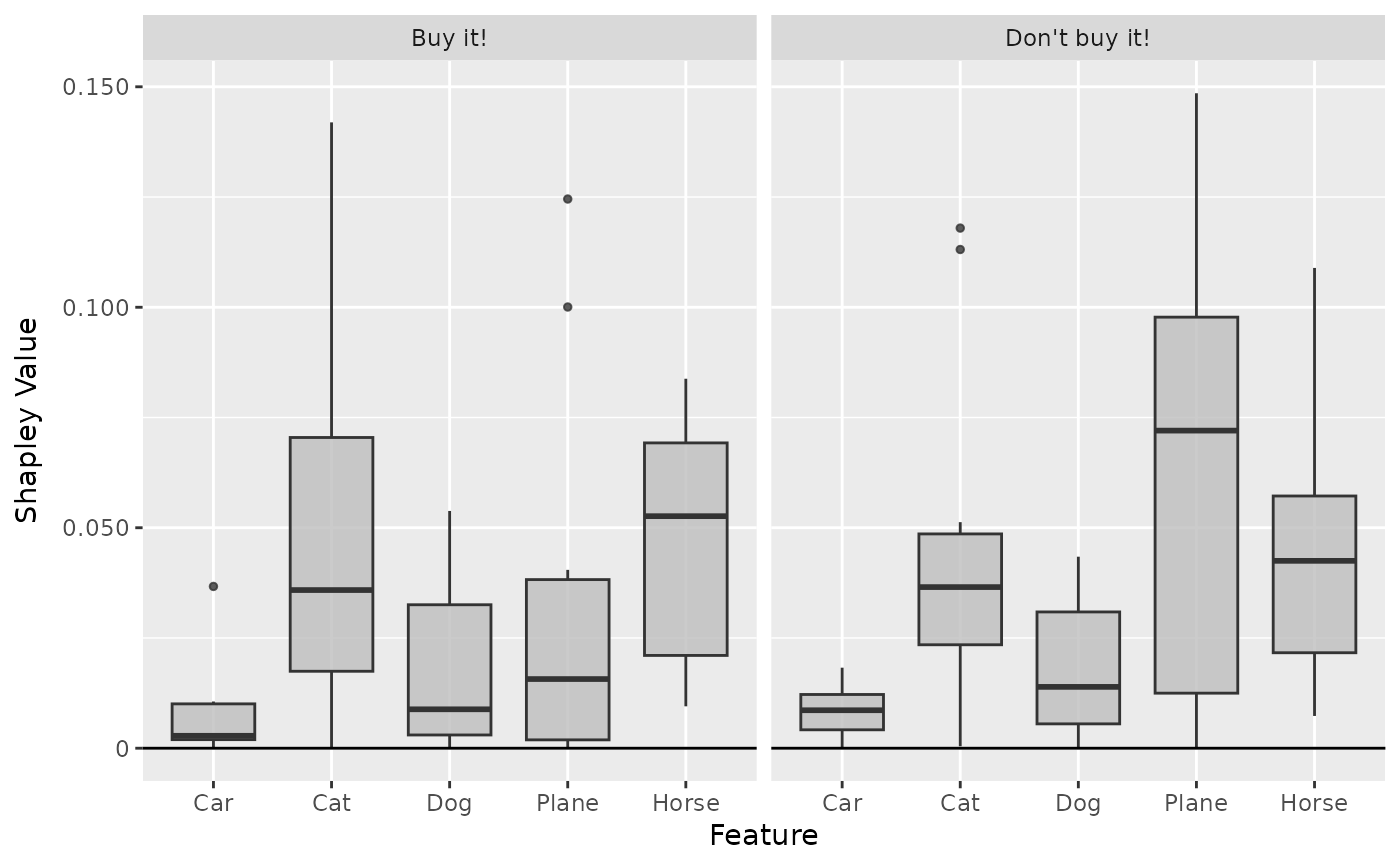 Buy it!
Don't buy it!
Shapley Value
0.150
0.100
0.050
0
Car Cat Dog Plane Horse
Car Cat Dog Plane Horse
Feature